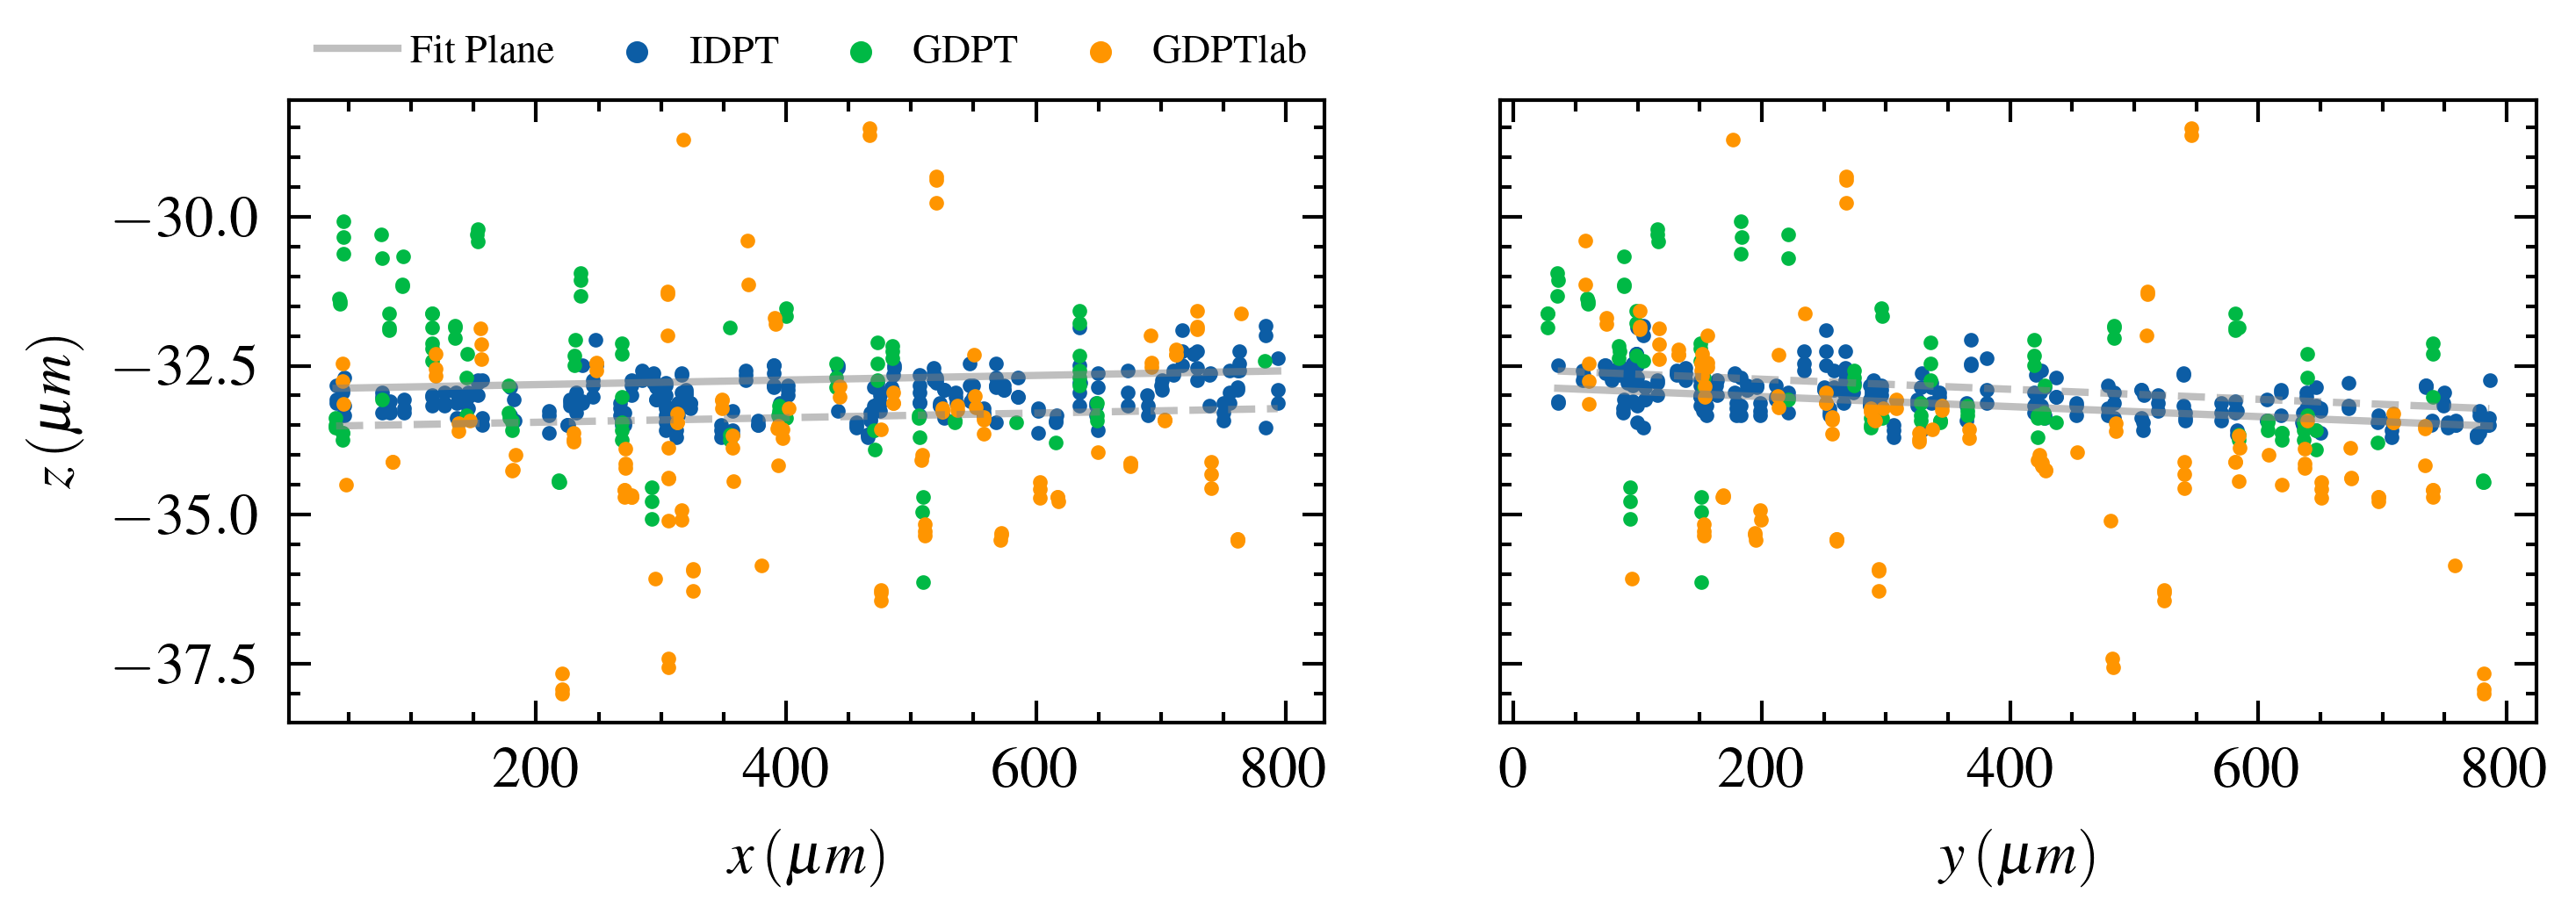 Fit Plane IDPT GDPT GDPTlab
−30.0
−32.5
−35.0
−37.5
z (μm)
200 400 600 800
0 200 400 600 800
x (μm)
y (μm)